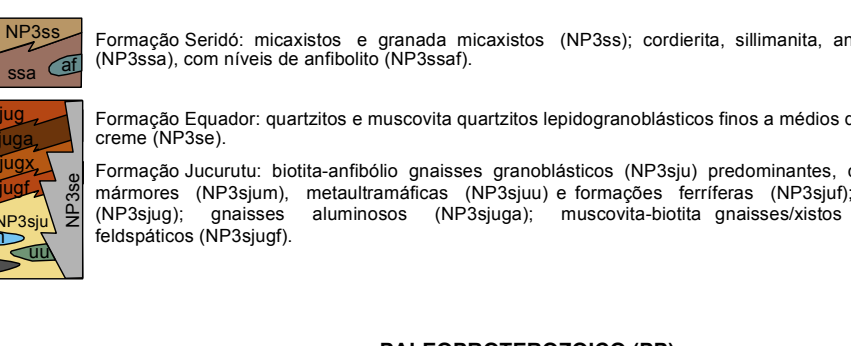 NP3ss
ssa af
Formação Seridó: micaxistos e granada micaxistos (NP3ss); cordierita, sillimanita,
(NP3ssa), com níveis de anfibolito (NP3ssaf).
jug
juga
jugx
jugf
NP3sju
uu
NP3se
Formação Equador: quartzitos e muscovita quartzitos lepidogranoblásticos finos a médios
creme (NP3se).
Formação Jucurutu: biotita-anfibólio gnaisses granoblásticos (NP3sju) predominantes,
mármores (NP3sjum), metaultramáficas (NP3sjuu) e formações ferríferas (NP3sjuf);
(NP3sjug); gnaisses aluminosos (NP3sjuga); muscovita-biotita gnaisses/xistos
feldspáticos (NP3sjugf).